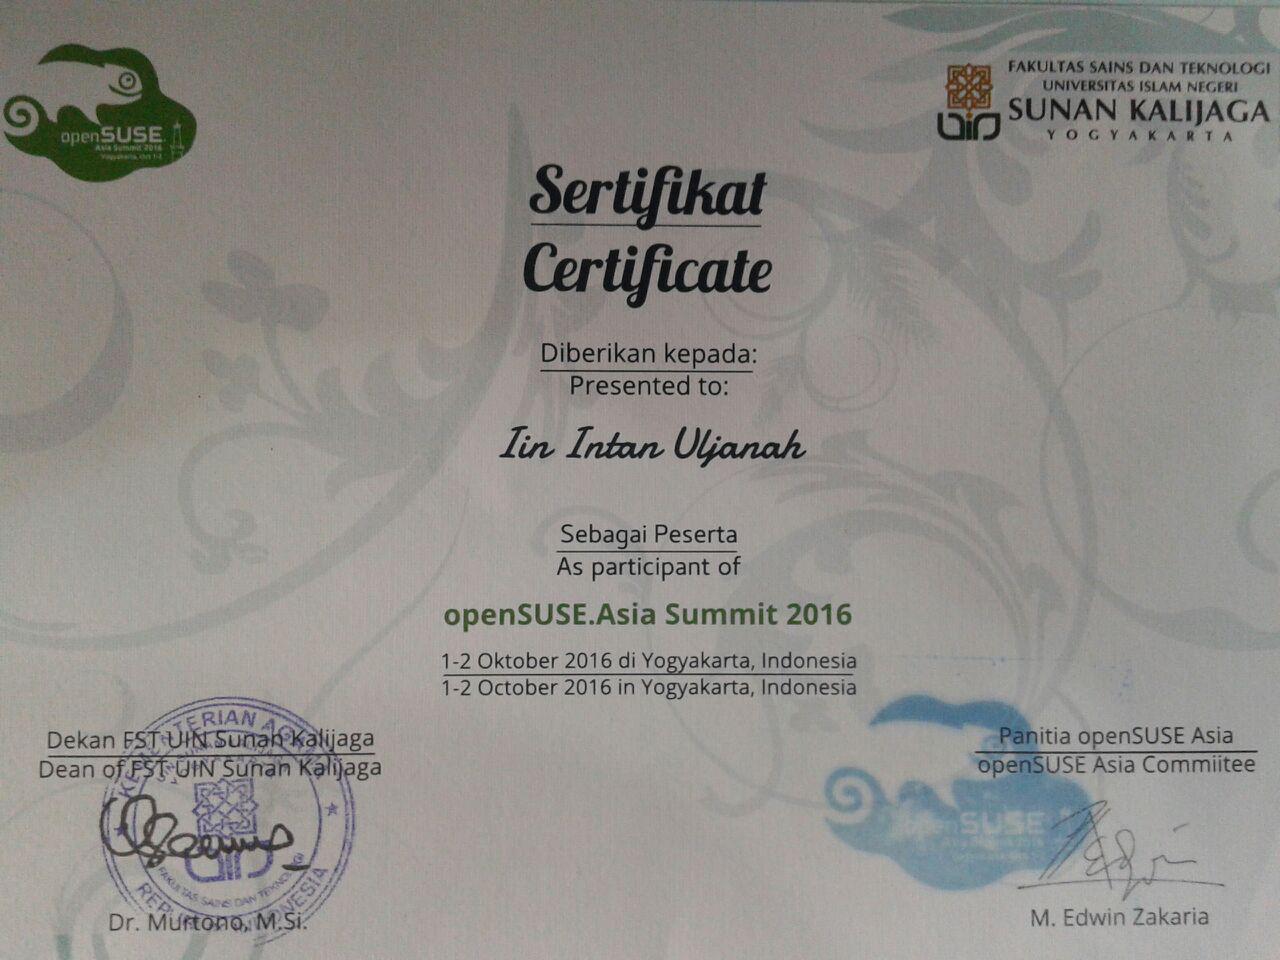 openSUSE
Asia Summit 2016
Yogyakarta, Oct 1-2
FAKULTAS SAINS DAN TEKNOLOGI
UNIVERSITAS ISLAM NEGERI
SUNAN KALIJAGA
YOGYAKARTA
uin
Sertifikat
Certificate
Diberikan kepada:
Presented to:
Iin Intan Uljanah
Sebagai Peserta
As participant of
openSUSE.Asia Summit 2016
1-2 Oktober 2016 di Yogyakarta, Indonesia
1-2 October 2016 in Yogyakarta, Indonesia
Dekan FST UIN Sunan Kalijaga
Dean of FST UIN Sunan Kalijaga
KEMENTERIAN AGAMA
FAKULTAS SAINS DAN TEKNOLOGI
REPUBLIK INDONESIA
Dr. Murtono, M.Si.
Panitia openSUSE Asia
openSUSE Asia Commiitee
openSUSE
M. Edwin Zakaria